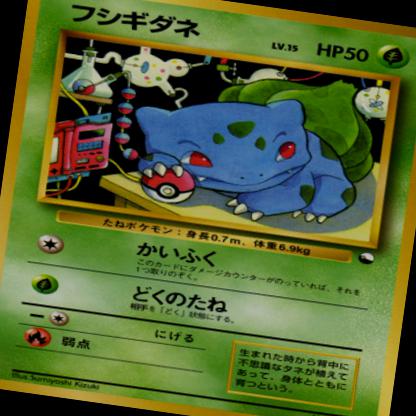 フシギダネ LV.15 HP50
たねポケモン：身長0.7m、体重6.9kg
かいふく
このカードにダメージカウンターがのっていれば、それを
1つ取りのぞく。
どくのたね
相手を「どく」状態にする。
弱点 にげる
生まれた時から背中に
不思議なタネが植えて
あって、身体とともに
育つという。
Illus.Sumiyoshi Kizuki